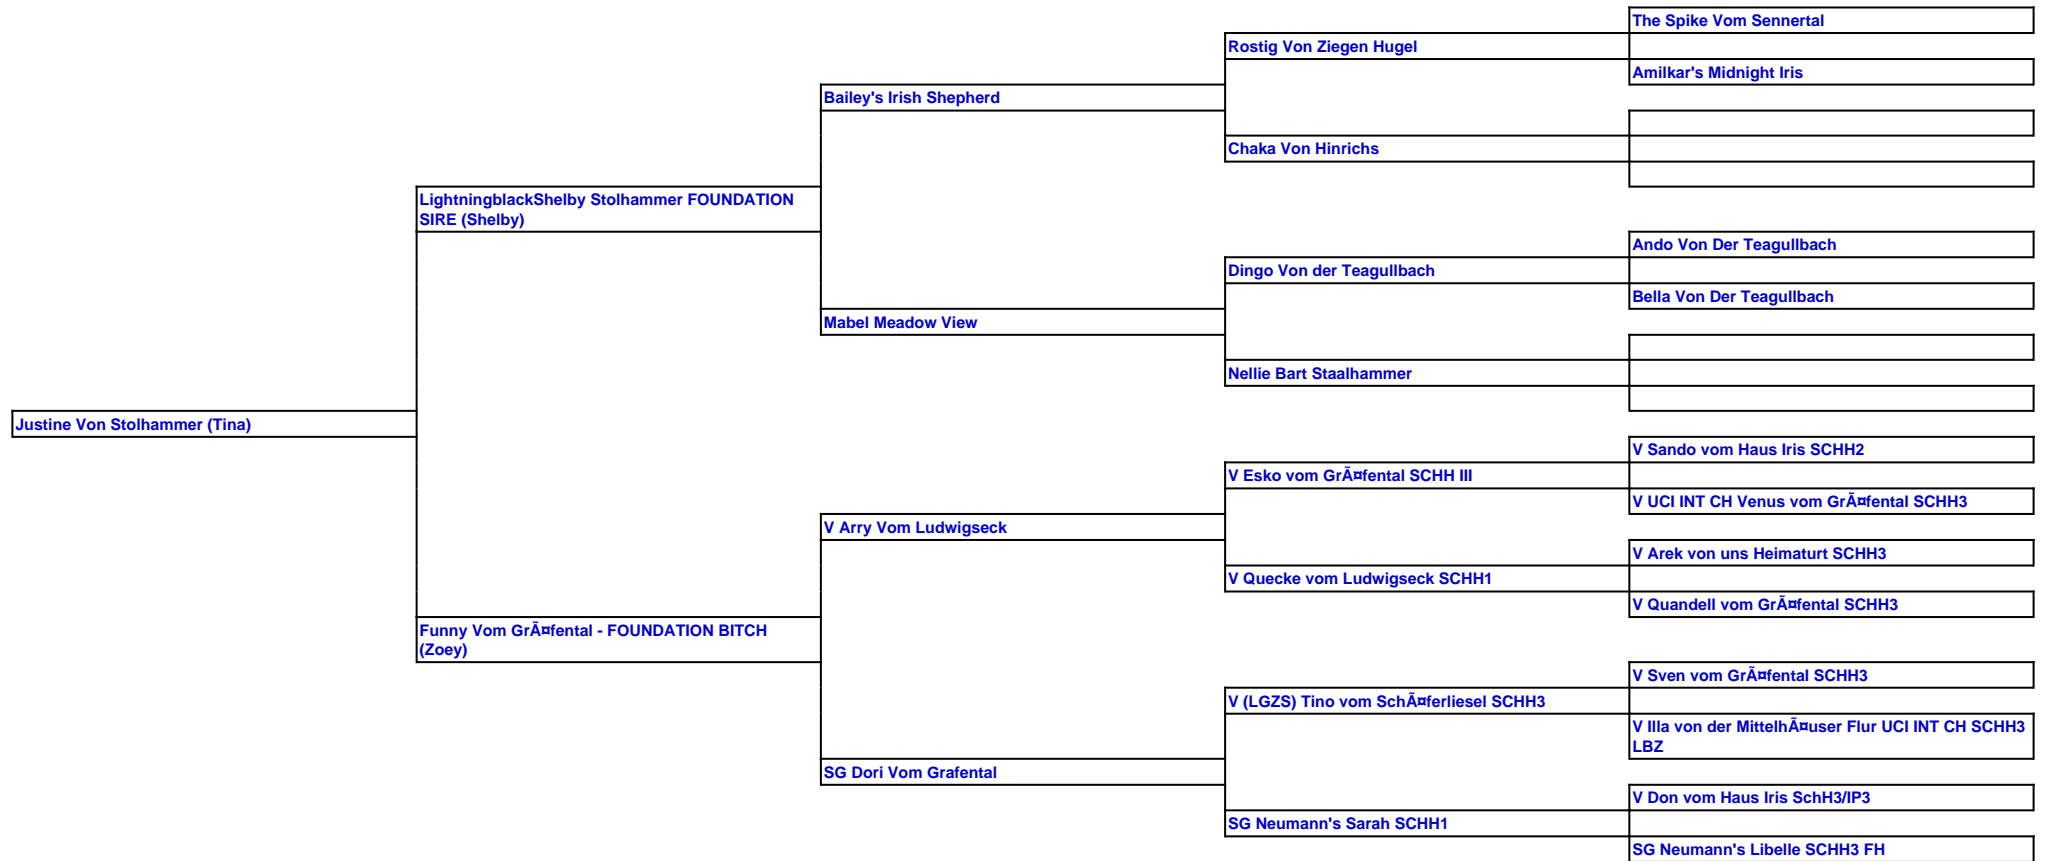 The Spike Vom Sennertal
Rostig Von Ziegen Hugel
Amilkar's Midnight Iris
Bailey's Irish Shepherd
Chaka Von Hinrichs
LightningblackShelby Stolhammer FOUNDATION
SIRE (Shelby)
Ando Von Der Teagullbach
Dingo Von der Teagullbach
Bella Von Der Teagullbach
Mabel Meadow View
Nellie Bart Staalhammer
Justine Von Stolhammer (Tina)
V Sando vom Haus Iris SCHH2
V Esko vom GrÃ¤fental SCHH III
V UCI INT CH Venus vom GrÃ¤fental SCHH3
V Arry Vom Ludwigseck
V Arek von uns Heimaturt SCHH3
V Quecke vom Ludwigseck SCHH1
V Quandell vom GrÃ¤fental SCHH3
Funny Vom GrÃ¤fental - FOUNDATION BITCH
(Zoey)
V Sven vom GrÃ¤fental SCHH3
V (LGZS) Tino vom SchÃ¤ferliesel SCHH3
V Illa von der MittelhÃ¤user Flur UCI INT CH SCHH3
LBZ
SG Dori Vom Grafental
V Don vom Haus Iris SchH3/IP3
SG Neumann's Sarah SCHH1
SG Neumann's Libelle SCHH3 FH